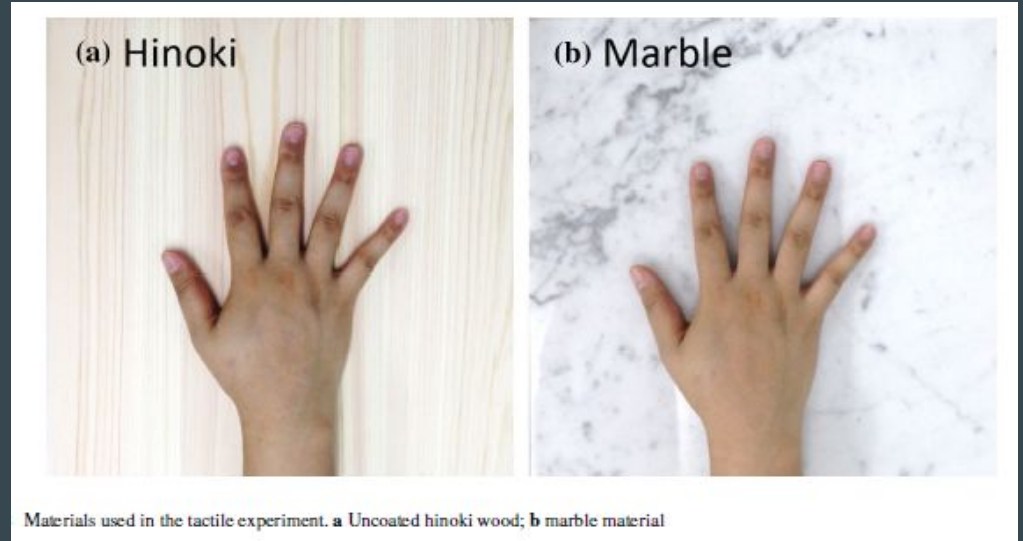 (a) Hinoki
(b) Marble
Materials used in the tactile experiment. a Uncoated hinoki wood; b marble material